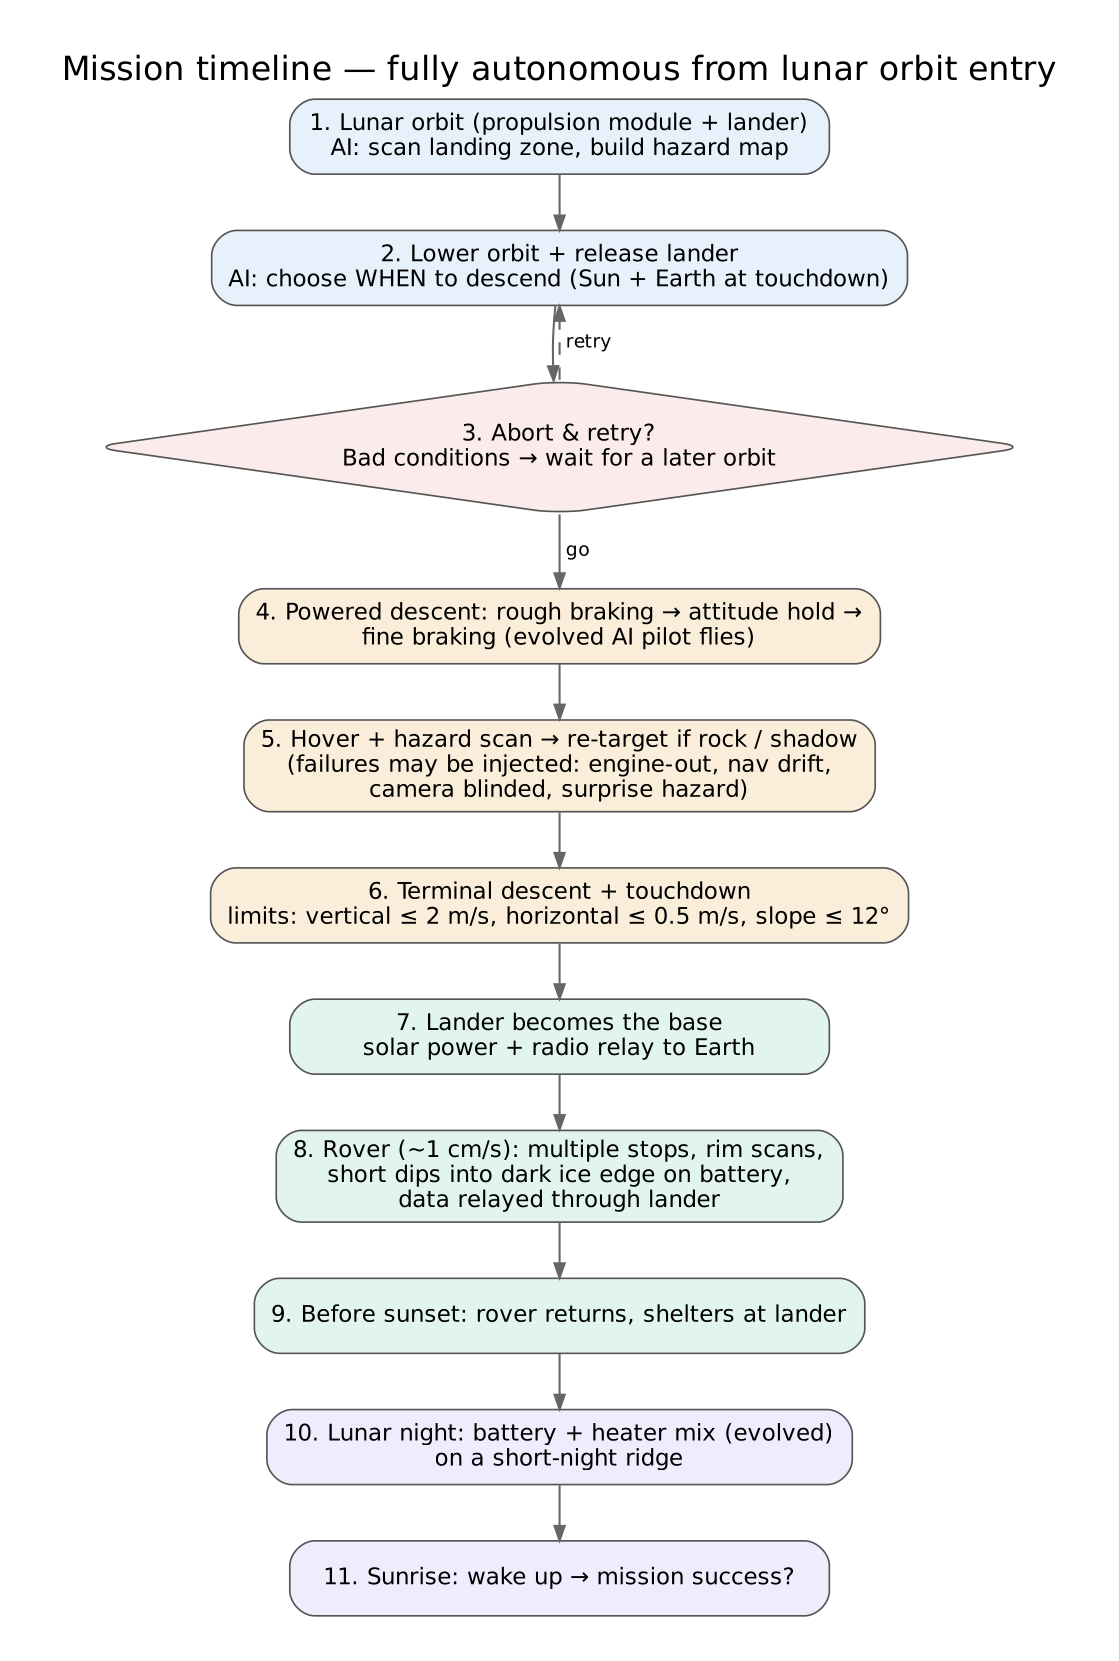 Mission timeline — fully autonomous from lunar orbit entry
1. Lunar orbit (propulsion module + lander)
AI: scan landing zone, build hazard map
2. Lower orbit + release lander
AI: choose WHEN to descend (Sun + Earth at touchdown)
retry
3. Abort & retry?
Bad conditions → wait for a later orbit
go
4. Powered descent: rough braking → attitude hold →
fine braking (evolved AI pilot flies)
5. Hover + hazard scan → re-target if rock / shadow
(failures may be injected: engine-out, nav drift,
camera blinded, surprise hazard)
6. Terminal descent + touchdown
limits: vertical ≤ 2 m/s, horizontal ≤ 0.5 m/s, slope ≤ 12°
7. Lander becomes the base
solar power + radio relay to Earth
8. Rover (~1 cm/s): multiple stops, rim scans,
short dips into dark ice edge on battery,
data relayed through lander
9. Before sunset: rover returns, shelters at lander
10. Lunar night: battery + heater mix (evolved)
on a short-night ridge
11. Sunrise: wake up → mission success?